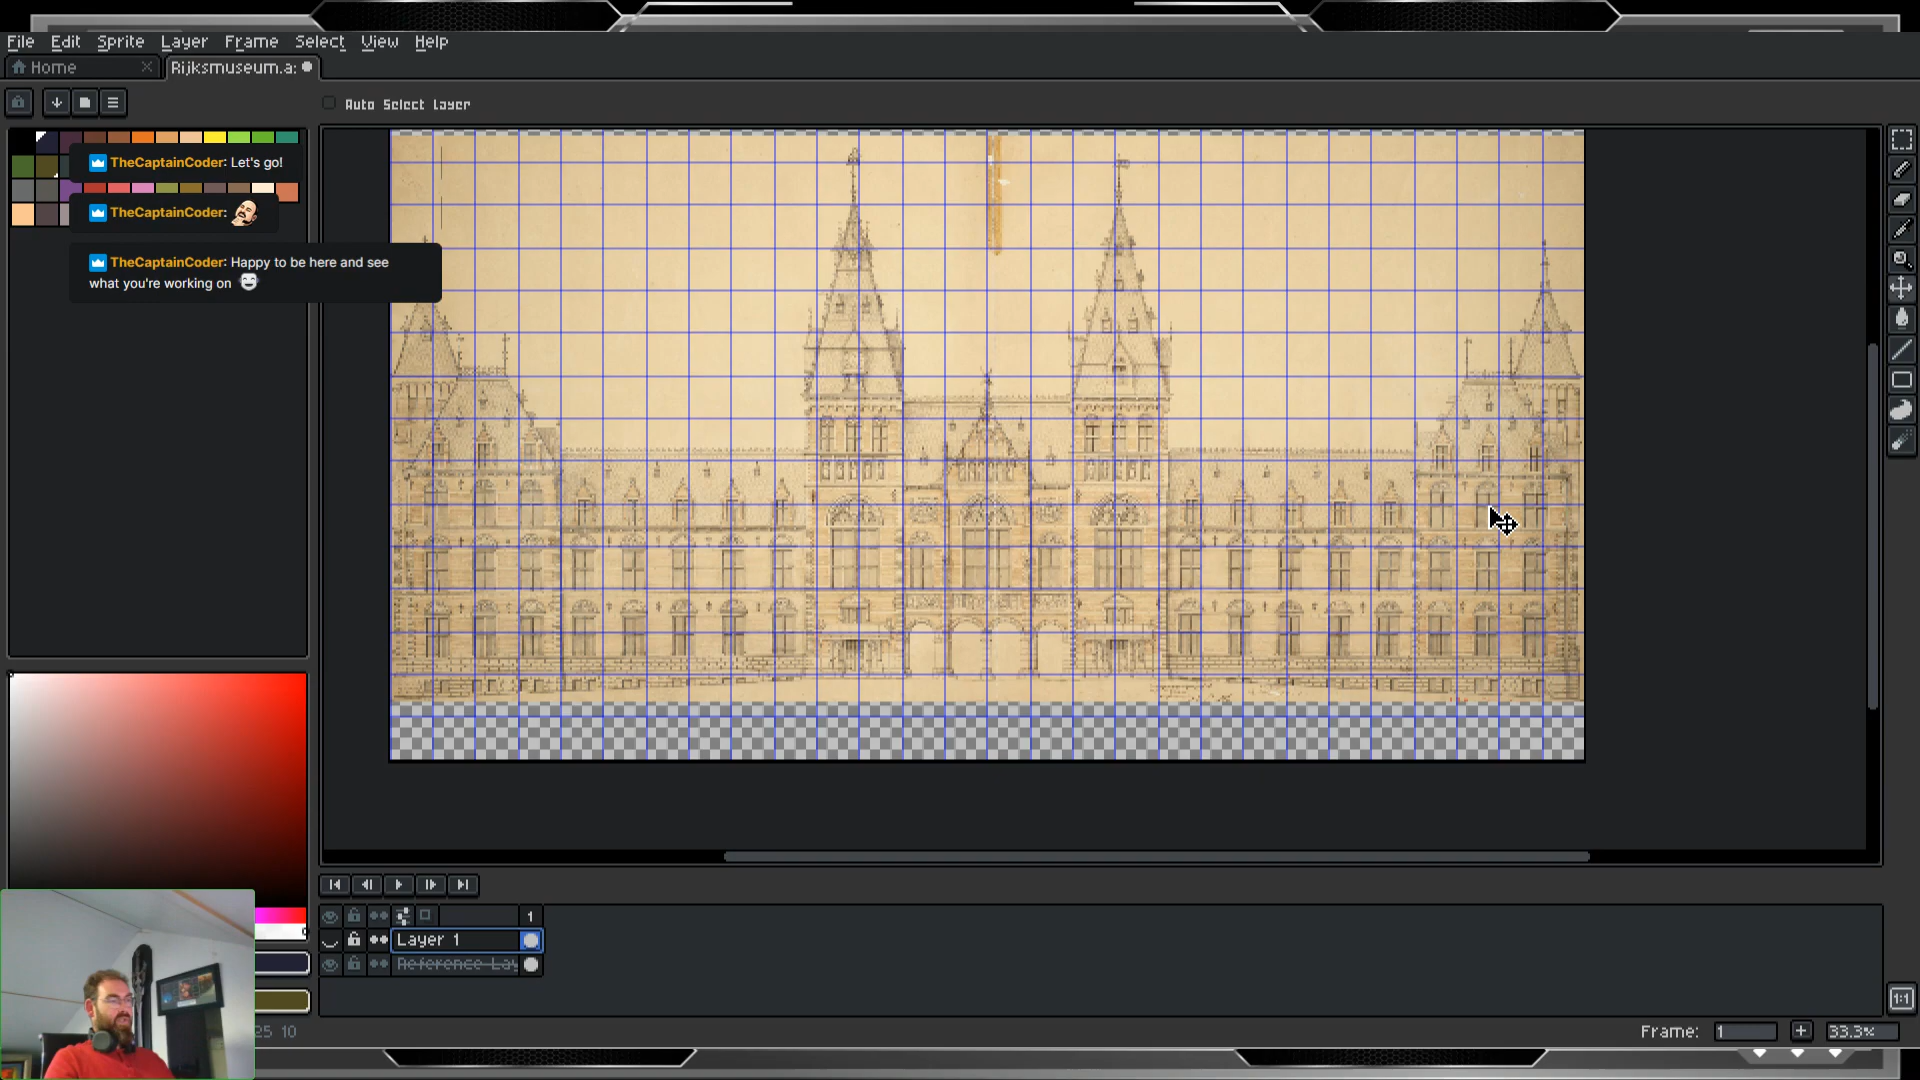 File Edit Sprite Layer Frame Select View Help
Home
Rijksmuseum.a:
Auto Select Layer
TheCaptainCoder: Let's go!
TheCaptainCoder:
TheCaptainCoder: Happy to be here and see
what you're working on
1
Layer 1
Reference Lay
25 10
Frame: 1
33.3%
1:1